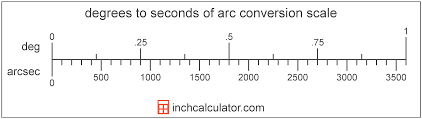 degrees to seconds of arc conversion scale
0 .25 .5 .75 1
deg
arcsec
0 500 1000 1500 2000 2500 3000 3500
inchcalculator.com